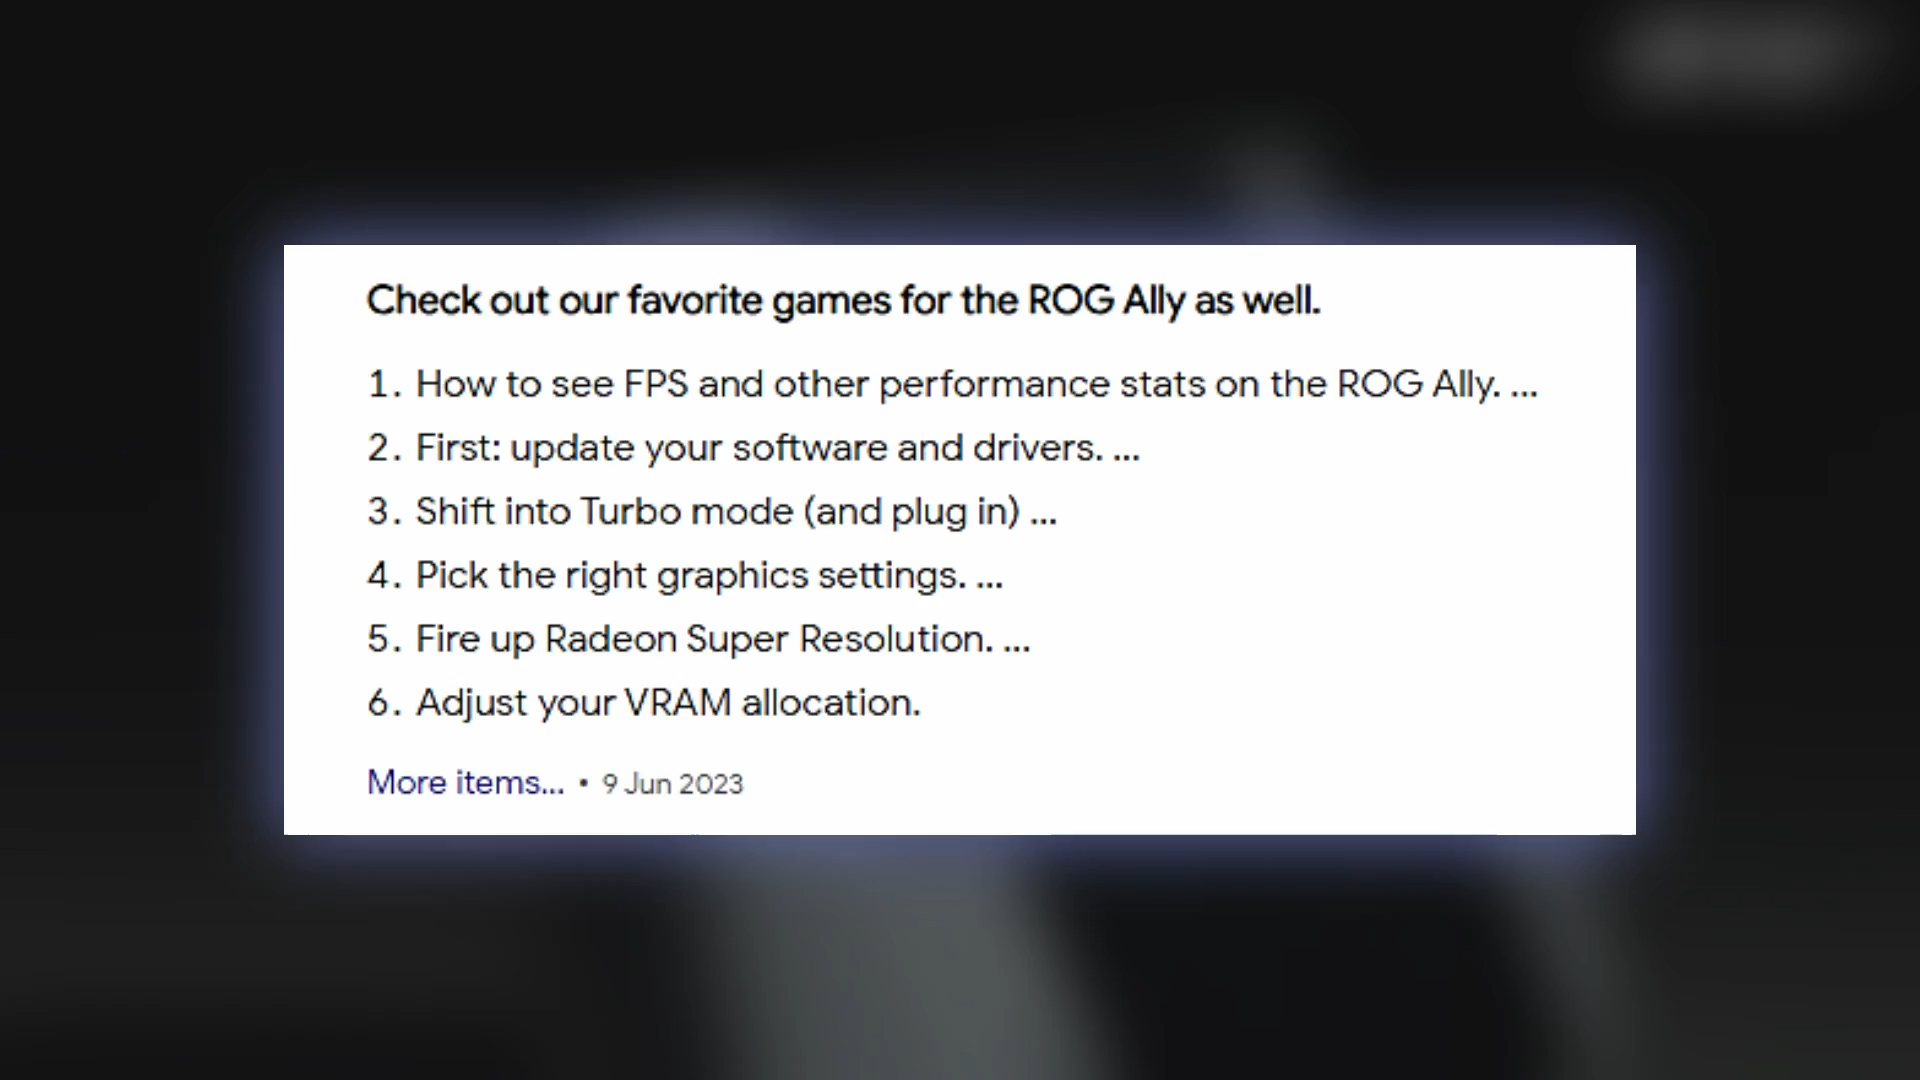 Check out our favorite games for the ROG Ally as well.
1. How to see FPS and other performance stats on the ROG Ally. ...
2. First: update your software and drivers. ...
3. Shift into Turbo mode (and plug in) ...
4. Pick the right graphics settings. ...
5. Fire up Radeon Super Resolution. ...
6. Adjust your VRAM allocation.
More items... • 9 Jun 2023